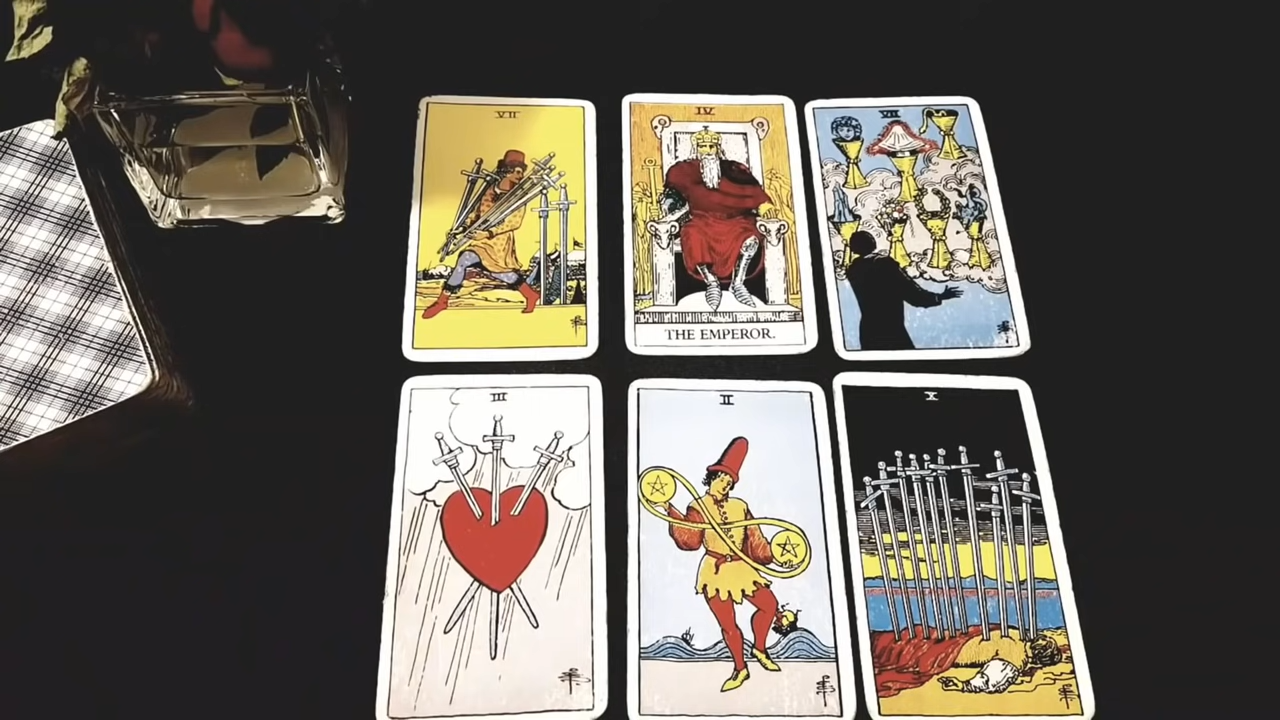 VII
IV
VII
THE EMPEROR.
III
II
X